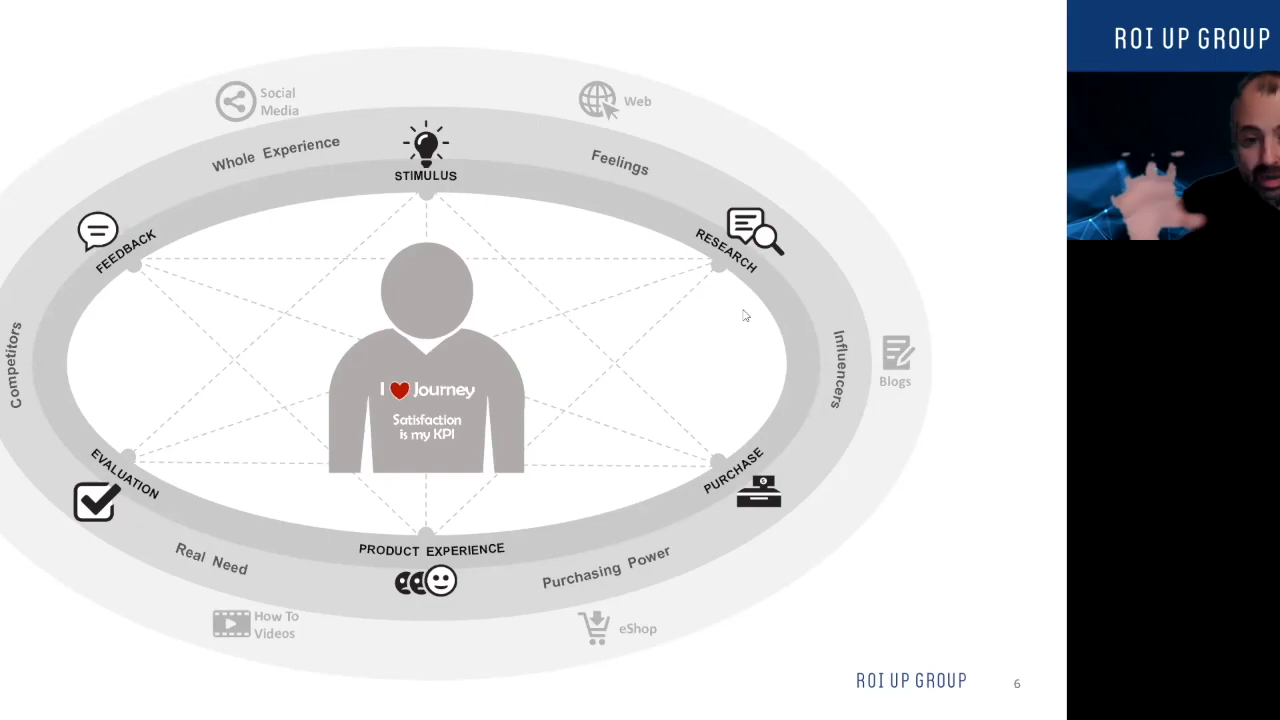 ROI UP GROUP
Social
Media
Web
Whole Experience
STIMULUS
Feelings
FEEDBACK
RESEARCH
Competitors
I Journey
Satisfaction
is my KPI
Influencers
Blogs
EVALUATION
PURCHASE
PRODUCT EXPERIENCE
Real Need
Purchasing Power
How To
Videos
eShop
ROI UP GROUP
6